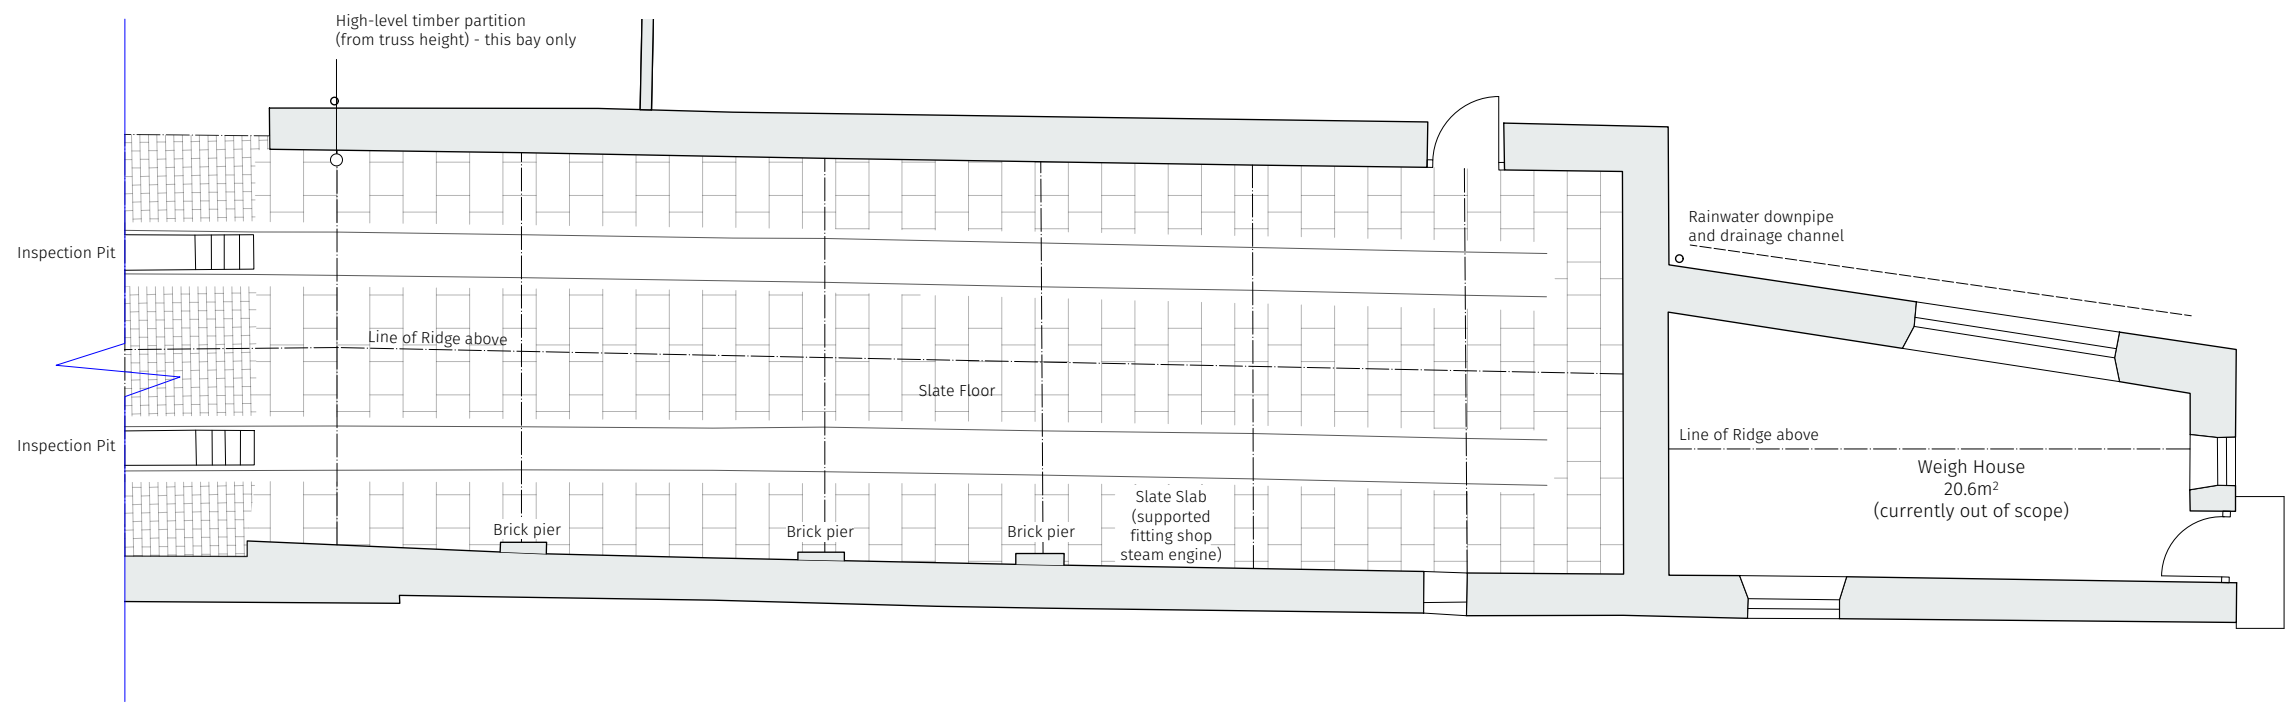 High-level timber partition
(from truss height) - this bay only
Rainwater downpipe
and drainage channel
Inspection Pit
Line of Ridge above
Slate Floor
Line of Ridge above
Inspection Pit
Weigh House
20.6m²
(currently out of scope)
Slate Slab
(supported
fitting shop
steam engine)
Brick pier
Brick pier
Brick pier